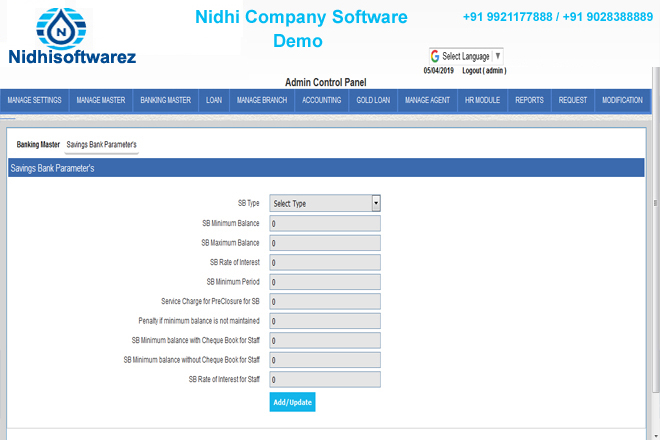 Nidhi Company Software
Demo
+91 9921177888 / +91 9028388889
N
Nidhisoftwarez
G Select Language ▼
05/04/2019 Logout ( admin )
Admin Control Panel
MANAGE SETTINGS MANAGE MASTER BANKING MASTER LOAN MANAGE BRANCH ACCOUNTING GOLD LOAN MANAGE AGENT HR MODULE REPORTS REQUEST MODIFICATION
Banking Master Savings Bank Parameter's
Savings Bank Parameter's
SB Type Select Type
SB Minimum Balance 0
SB Maximum Balance 0
SB Rate of Interest 0
SB Minimum Period 0
Service Charge for PreClosure for SB 0
Penalty if minimum balance is not maintained 0
SB Minimum balance with Cheque Book for Staff 0
SB Minimum balance without Cheque Book for Staff 0
SB Rate of Interest for Staff 0
Add/Update